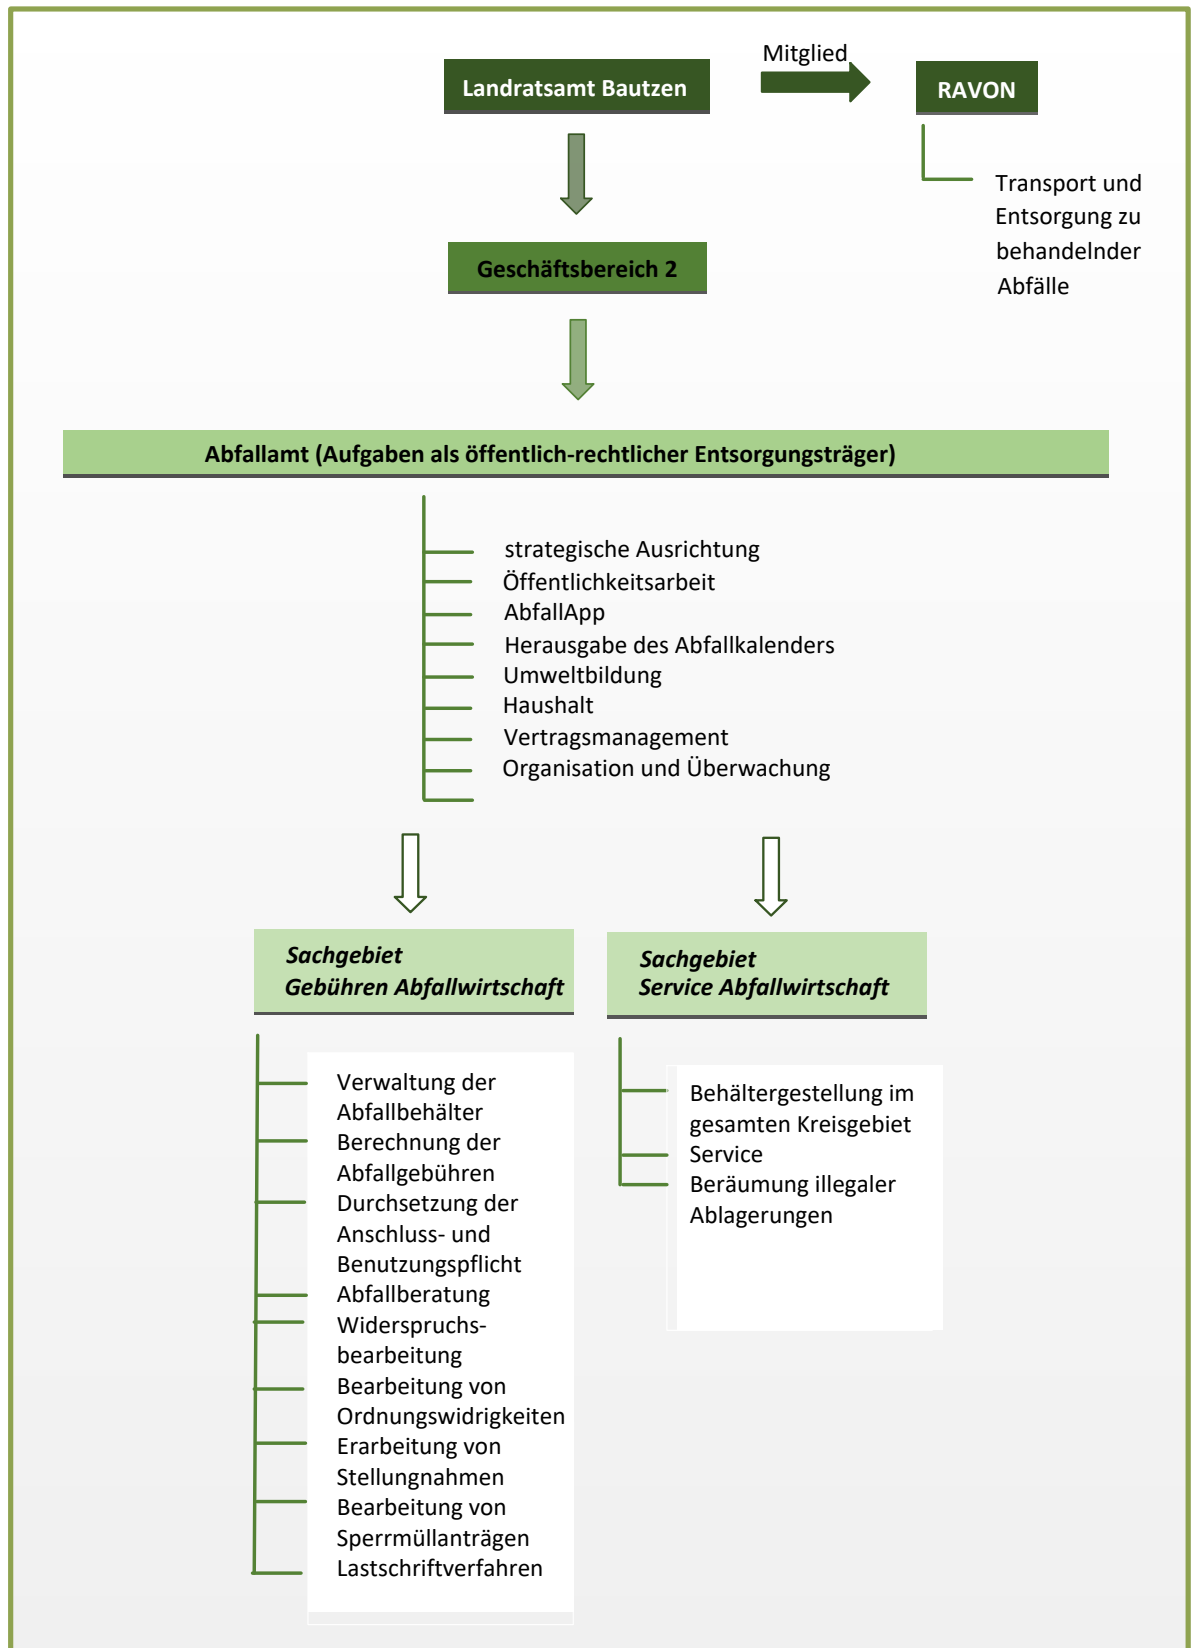 Mitglied
Landratsamt Bautzen
RAVON
Transport und
Entsorgung zu
behandelnder
Abfälle
Geschäftsbereich 2
Abfallamt (Aufgaben als öffentlich-rechtlicher Entsorgungsträger)
strategische Ausrichtung
Öffentlichkeitsarbeit
AbfallApp
Herausgabe des Abfallkalenders
Umweltbildung
Haushalt
Vertragsmanagement
Organisation und Überwachung
Sachgebiet
Gebühren Abfallwirtschaft
Verwaltung der
Abfallbehälter
Berechnung der
Abfallgebühren
Durchsetzung der
Anschluss- und
Benutzungspflicht
Abfallberatung
Widerspruchs-
bearbeitung
Bearbeitung von
Ordnungswidrigkeiten
Erarbeitung von
Stellungnahmen
Bearbeitung von
Sperrmüllanträgen
Lastschriftverfahren
Sachgebiet
Service Abfallwirtschaft
Behältergestellung im
gesamten Kreisgebiet
Service
Beräumung illegaler
Ablagerungen